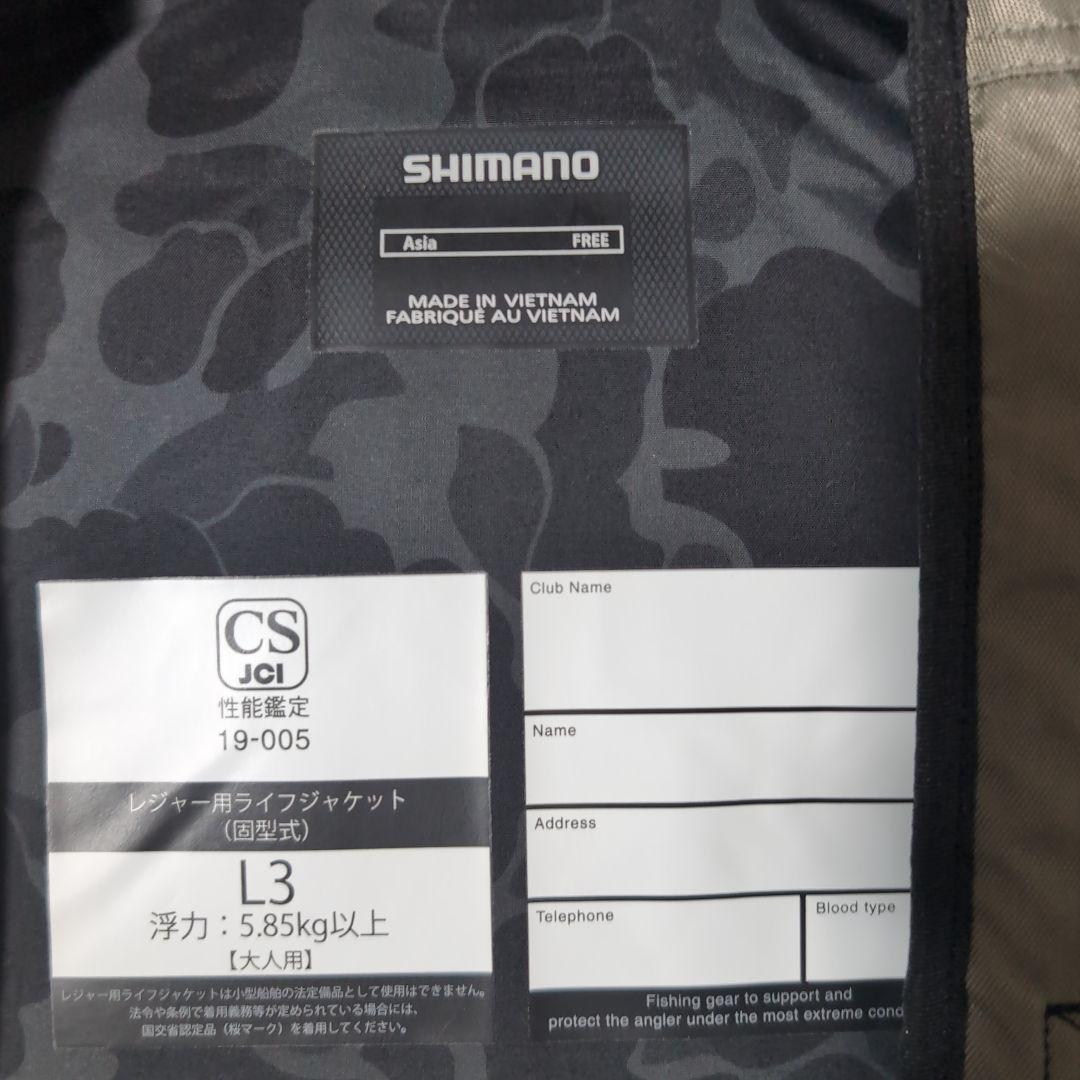 SHIMANO
Asia FREE
MADE IN VIETNAM
FABRIQUÉ AU VIETNAM
CS
JCI
性能鑑定
19-005
レジャー用ライフジャケット
（固型式）
L3
浮力：5.85kg以上
【大人用】
レジャー用ライフジャケットは小型船舶の法定備品として使用はできません。
法令や条例で着用義務等が定められている場合には、
国交省認定品（桜マーク）を着用してください。
Club Name
Name
Address
Telephone
Blood type
Fishing gear to support and
protect the angler under the most extreme cond